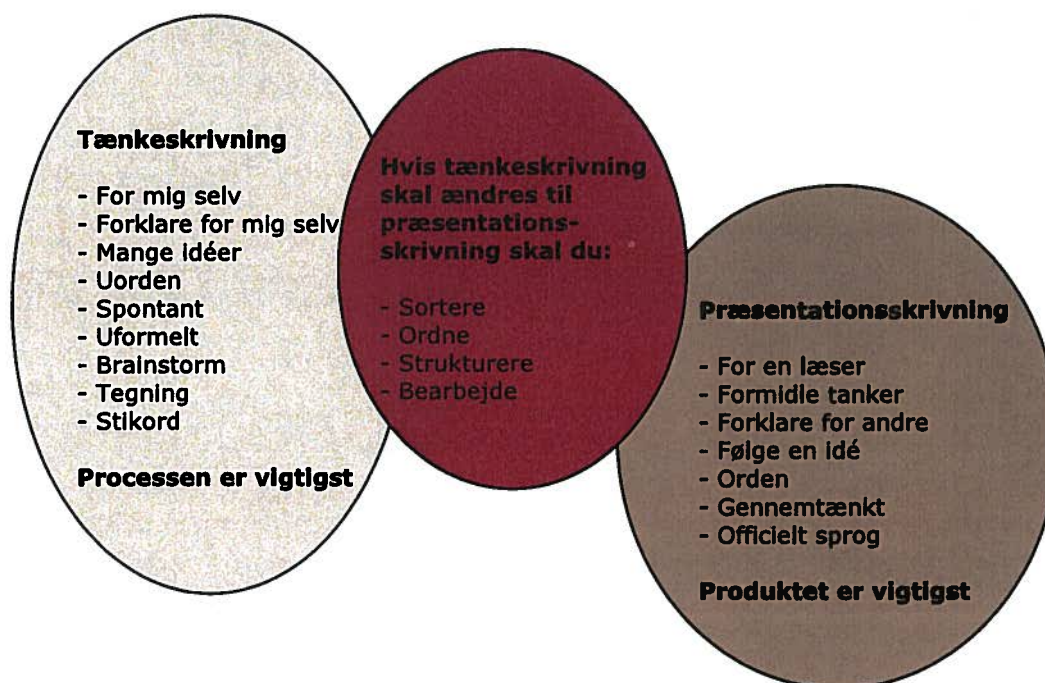 Tænkeskrivning
- For mig selv
- Forklare for mig selv
- Mange idéer
- Uorden
- Spontant
- Uformelt
- Brainstorm
- Tegning
- Stikord
Processen er vigtigst
Hvis tænkeskrivning
skal ændres til
præsentations-
skrivning skal du:
- Sortere
- Ordne
- Strukturere
- Bearbejde
Præsentationsskrivning
- For en læser
- Formidle tanker
- Forklare for andre
- Følge en idé
- Orden
- Gennemtænkt
- Officielt sprog
Produktet er vigtigst